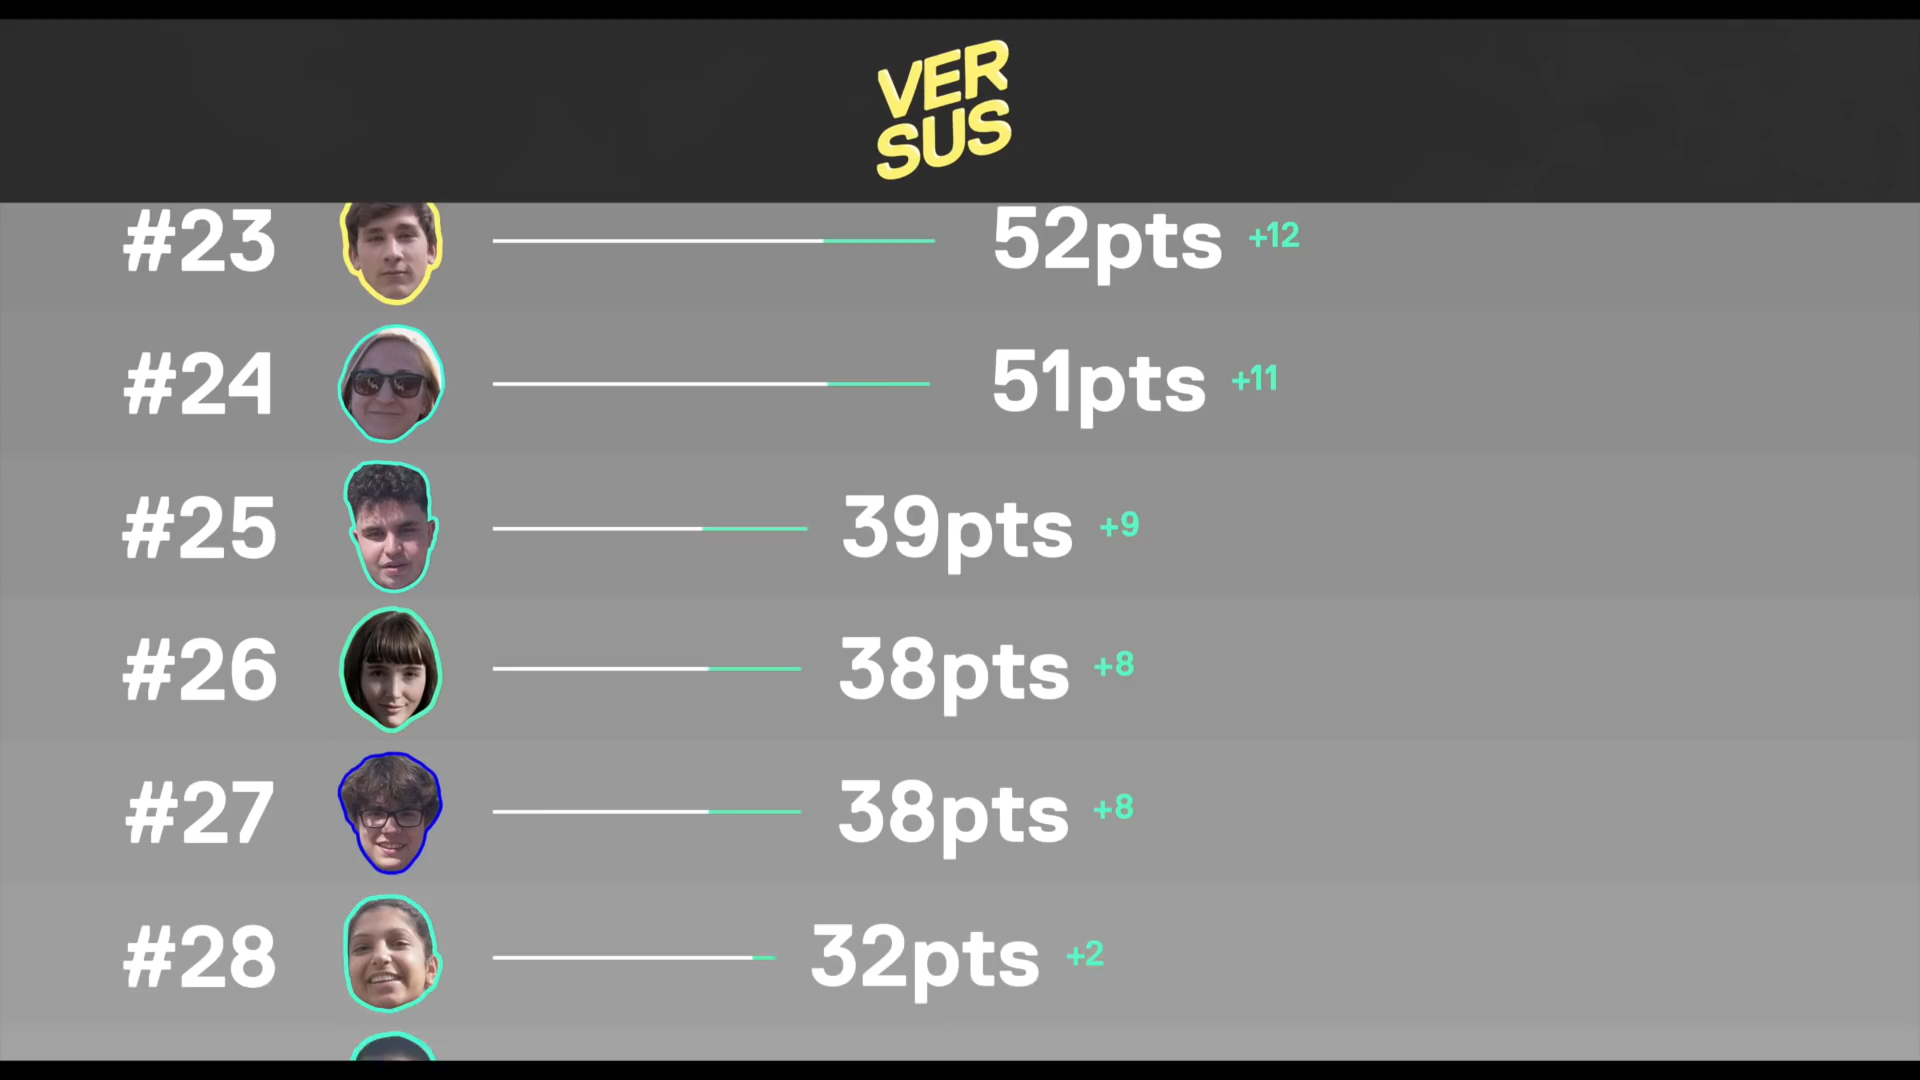 VER
SUS
#23 52pts +12
#24 51pts +11
#25 39pts +9
#26 38pts +8
#27 38pts +8
#28 32pts +2